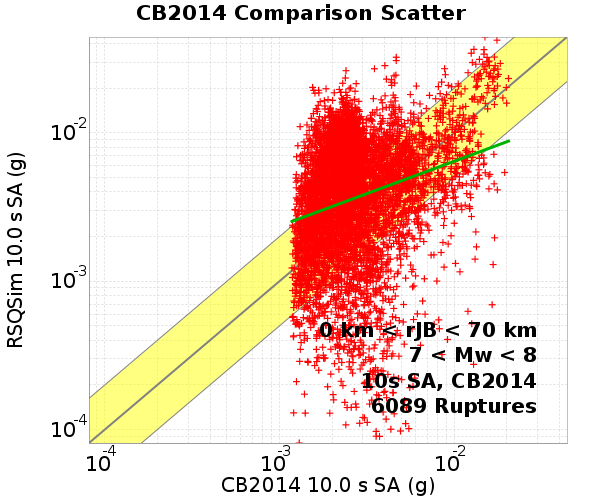 CB2014 Comparison Scatter
RSQSim 10.0 s SA (g)
10-2
10-3
10-4
0 km < rJB < 70 km
7 < Mw < 8
10s SA, CB2014
6089 Ruptures
10-4 10-3 10-2
CB2014 10.0 s SA (g)